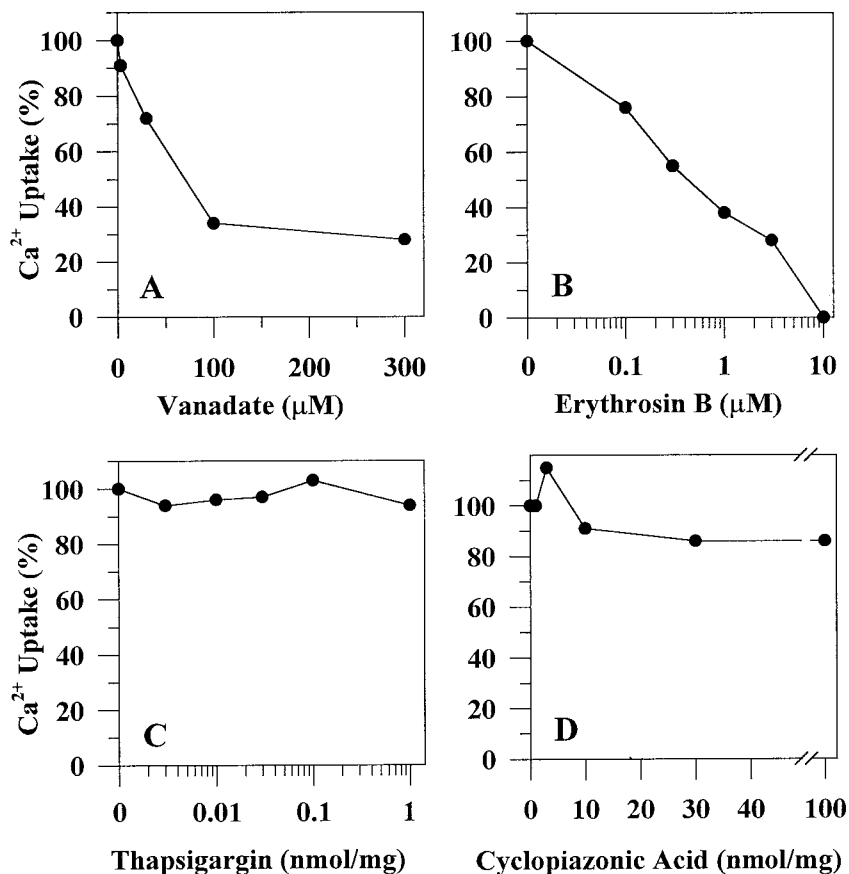 Ca²⁺ Uptake (%)
100
80
60
40
20
0
A
0 100 200 300
Vanadate (μM)
100
80
60
40
20
0
B
0 0.1 1 10
Erythrosin B (μM)
Ca²⁺ Uptake (%)
100
80
60
40
20
0
C
0 0.01 0.1 1
Thapsigargin (nmol/mg)
100
80
60
40
20
0
D
0 10 20 30 40 100
Cyclopiazonic Acid (nmol/mg)